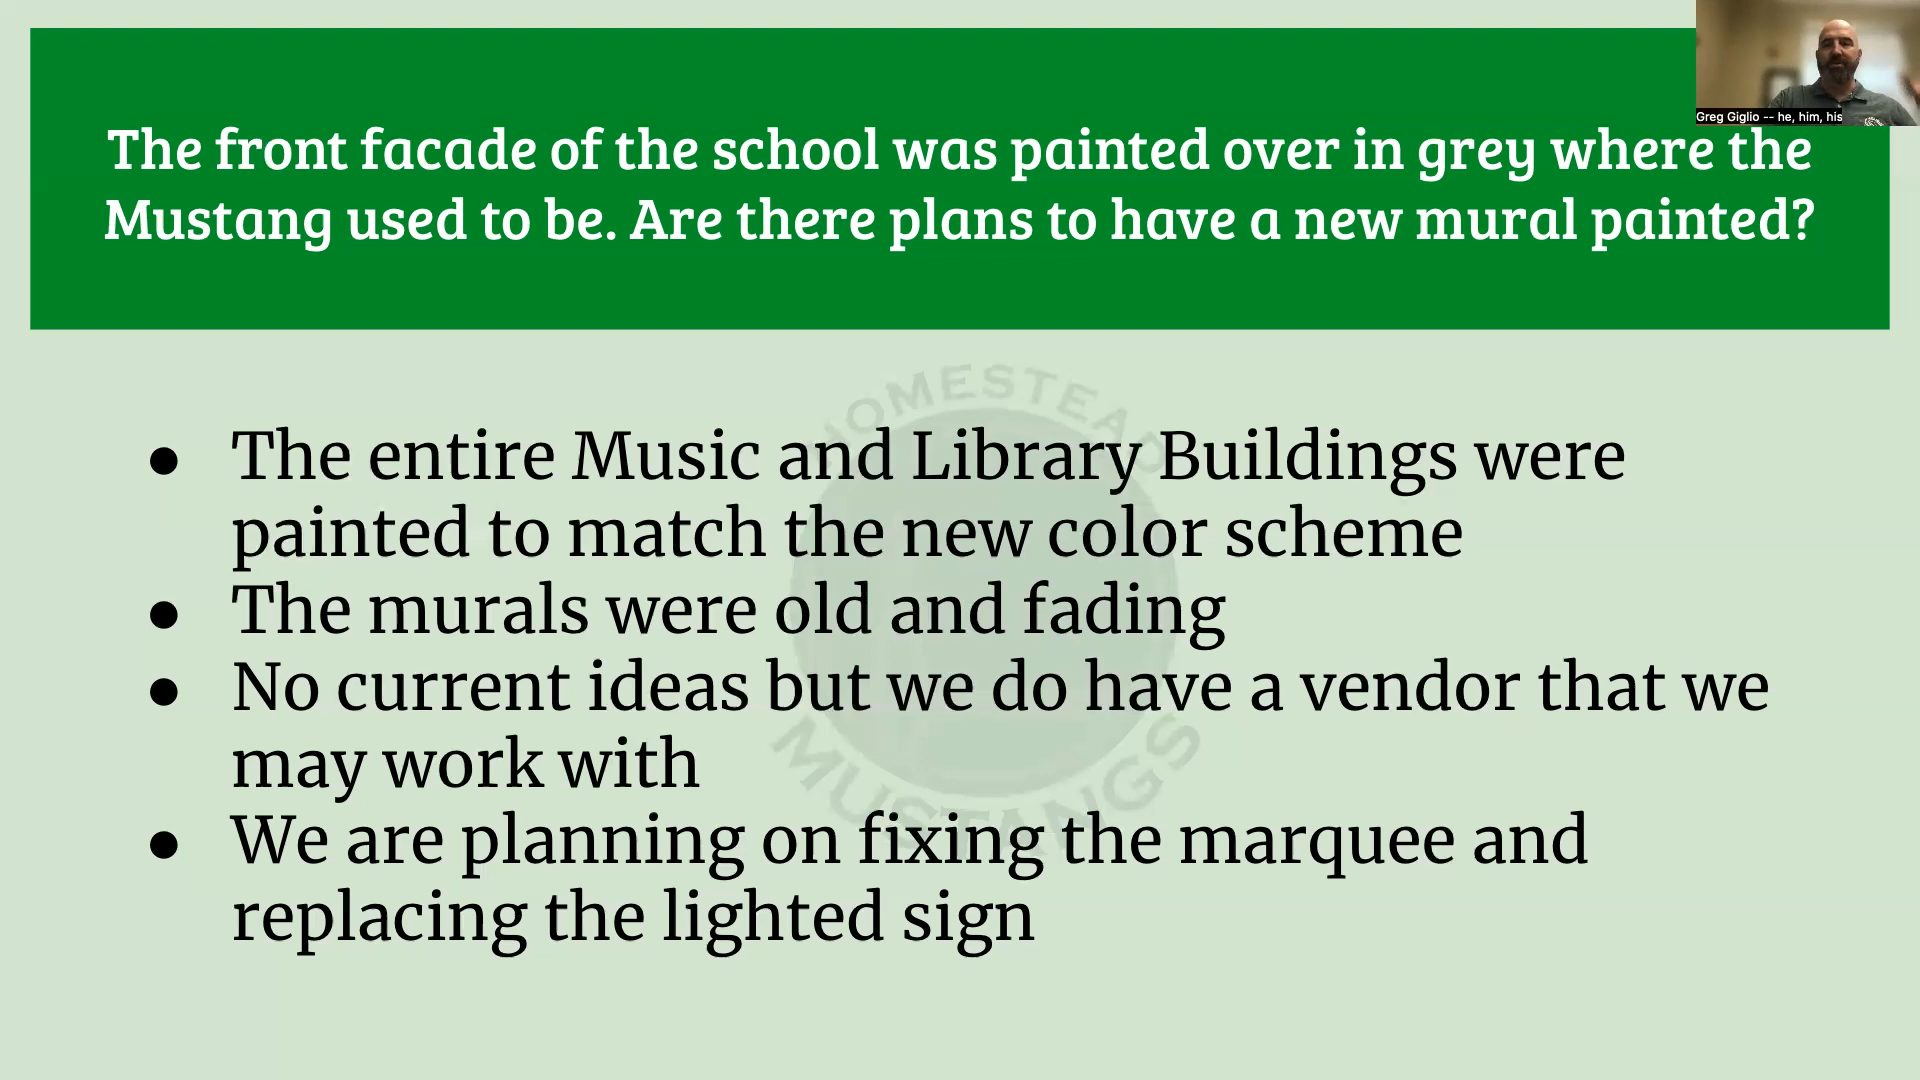 Greg Giglio -- he, him, his
The front facade of the school was painted over in grey where the
Mustang used to be. Are there plans to have a new mural painted?
HOMESTEAD
● The entire Music and Library Buildings were
painted to match the new color scheme
● The murals were old and fading
● No current ideas but we do have a vendor that we
may work with
● We are planning on fixing the marquee and
replacing the lighted sign
MUSTANGS